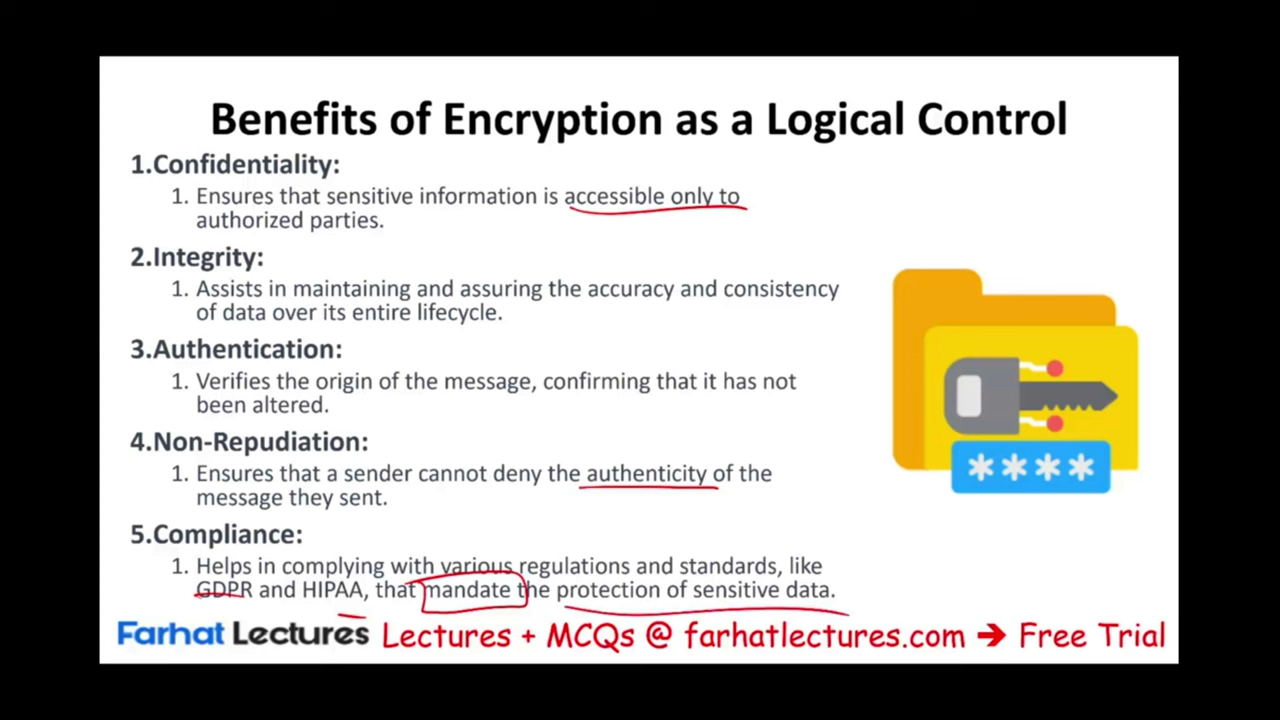 Benefits of Encryption as a Logical Control
1.Confidentiality:
1. Ensures that sensitive information is accessible only to
authorized parties.
2.Integrity:
1. Assists in maintaining and assuring the accuracy and consistency
of data over its entire lifecycle.
3.Authentication:
1. Verifies the origin of the message, confirming that it has not
been altered.
4.Non-Repudiation:
1. Ensures that a sender cannot deny the authenticity of the
message they sent.
5.Compliance:
1. Helps in complying with various regulations and standards, like
GDPR and HIPAA, that mandate the protection of sensitive data.
****
Farhat Lectures Lectures + MCQs @ farhatlectures.com → Free Trial